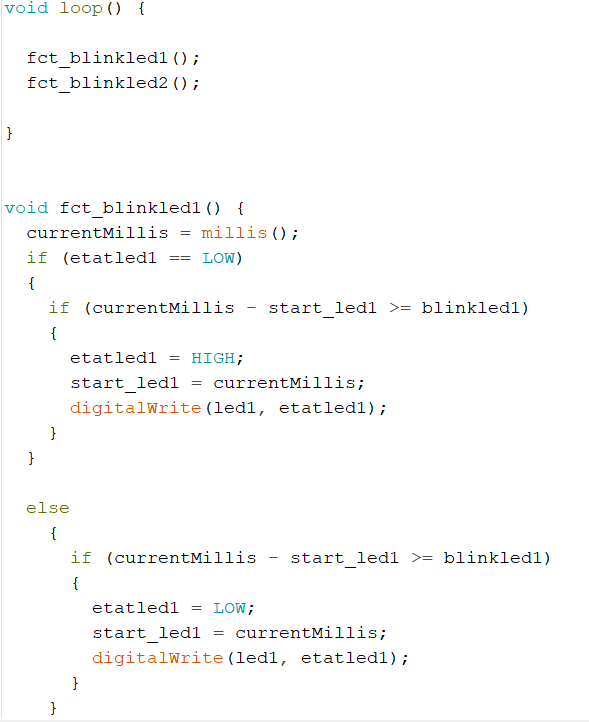 void loop() {
fct_blinkled1();
fct_blinkled2();
}
void fct_blinkled1() {
currentMillis = millis();
if (etatled1 == LOW)
{
if (currentMillis - start_led1 >= blinkled1)
{
etatled1 = HIGH;
start_led1 = currentMillis;
digitalWrite(led1, etatled1);
}
}
else
{
if (currentMillis - start_led1 >= blinkled1)
{
etatled1 = LOW;
start_led1 = currentMillis;
digitalWrite(led1, etatled1);
}
}